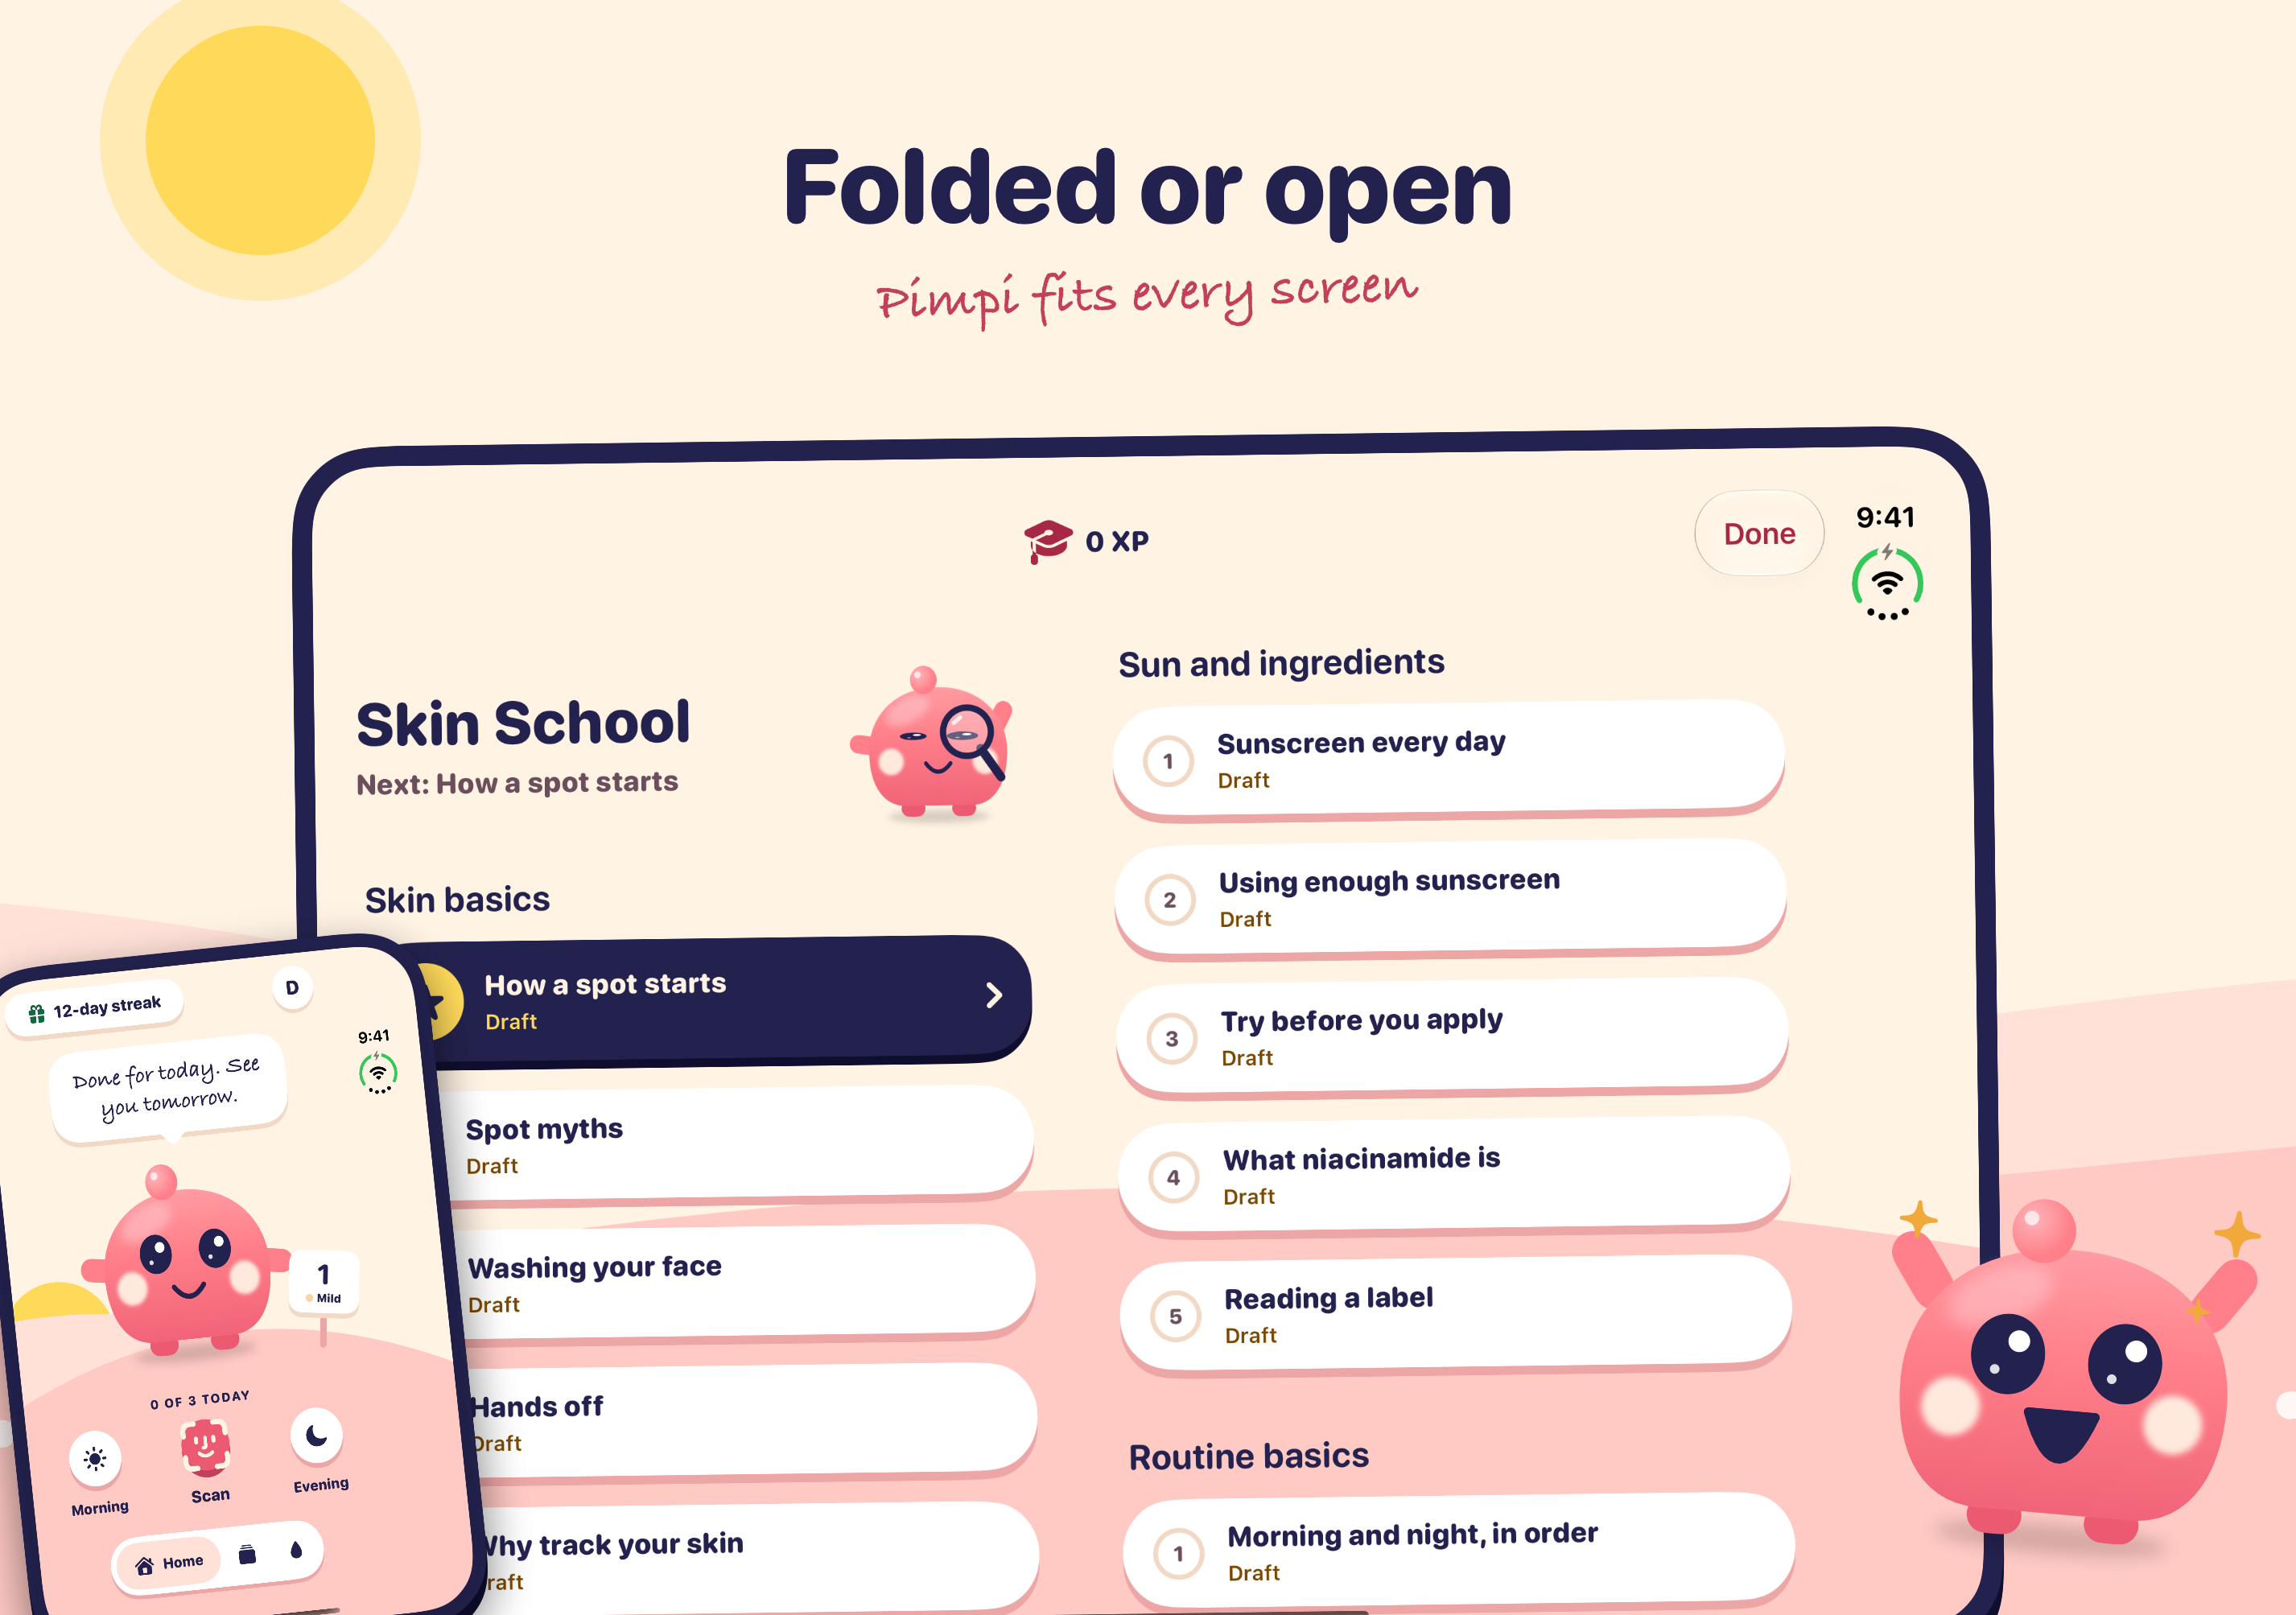 Folded or open
Pimpi fits every screen
0 XP
Done
9:41
Skin School
Next: How a spot starts
Skin basics
How a spot starts
Draft
Spot myths
Draft
Washing your face
Draft
Hands off
Draft
Why track your skin
Draft
Sun and ingredients
1
Sunscreen every day
Draft
2
Using enough sunscreen
Draft
3
Try before you apply
Draft
4
What niacinamide is
Draft
5
Reading a label
Draft
Routine basics
1
Morning and night, in order
Draft
12-day streak
D
9:41
Done for today. See
you tomorrow.
1
Mild
0 OF 3 TODAY
Morning
Scan
Evening
Home